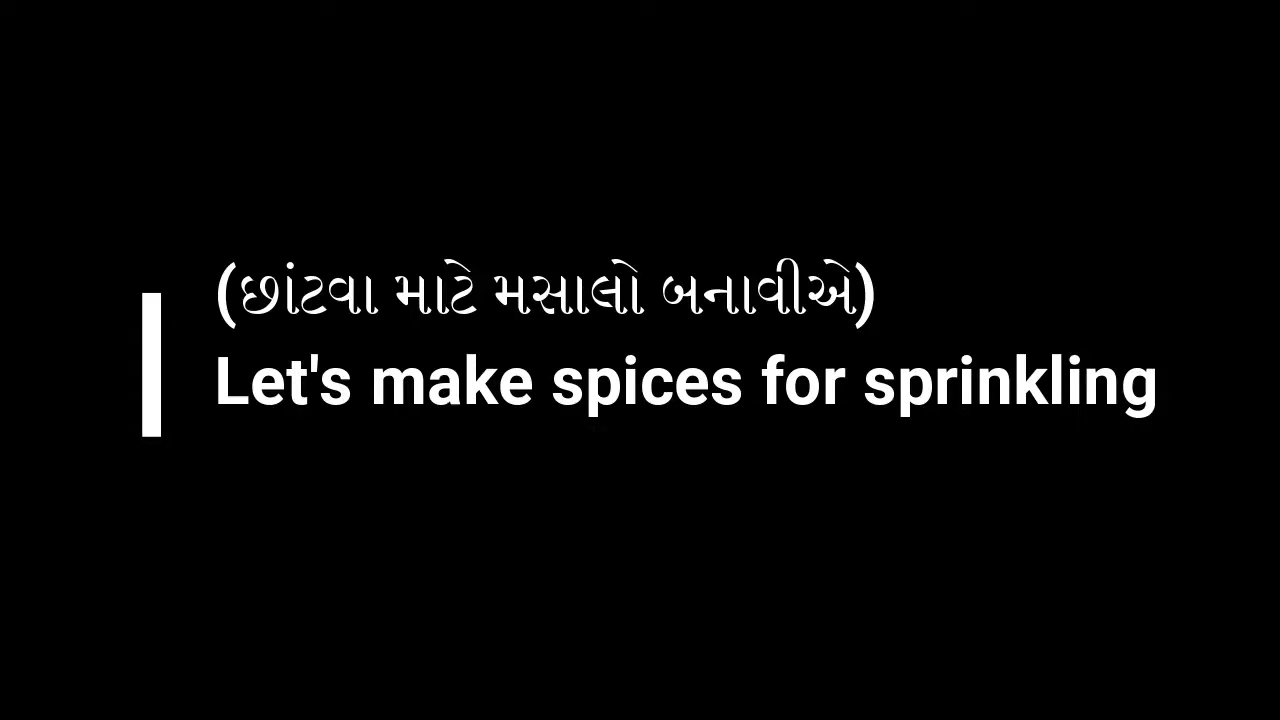 (છાંટવા માટે મસાલો બનાવીએ)
Let's make spices for sprinkling